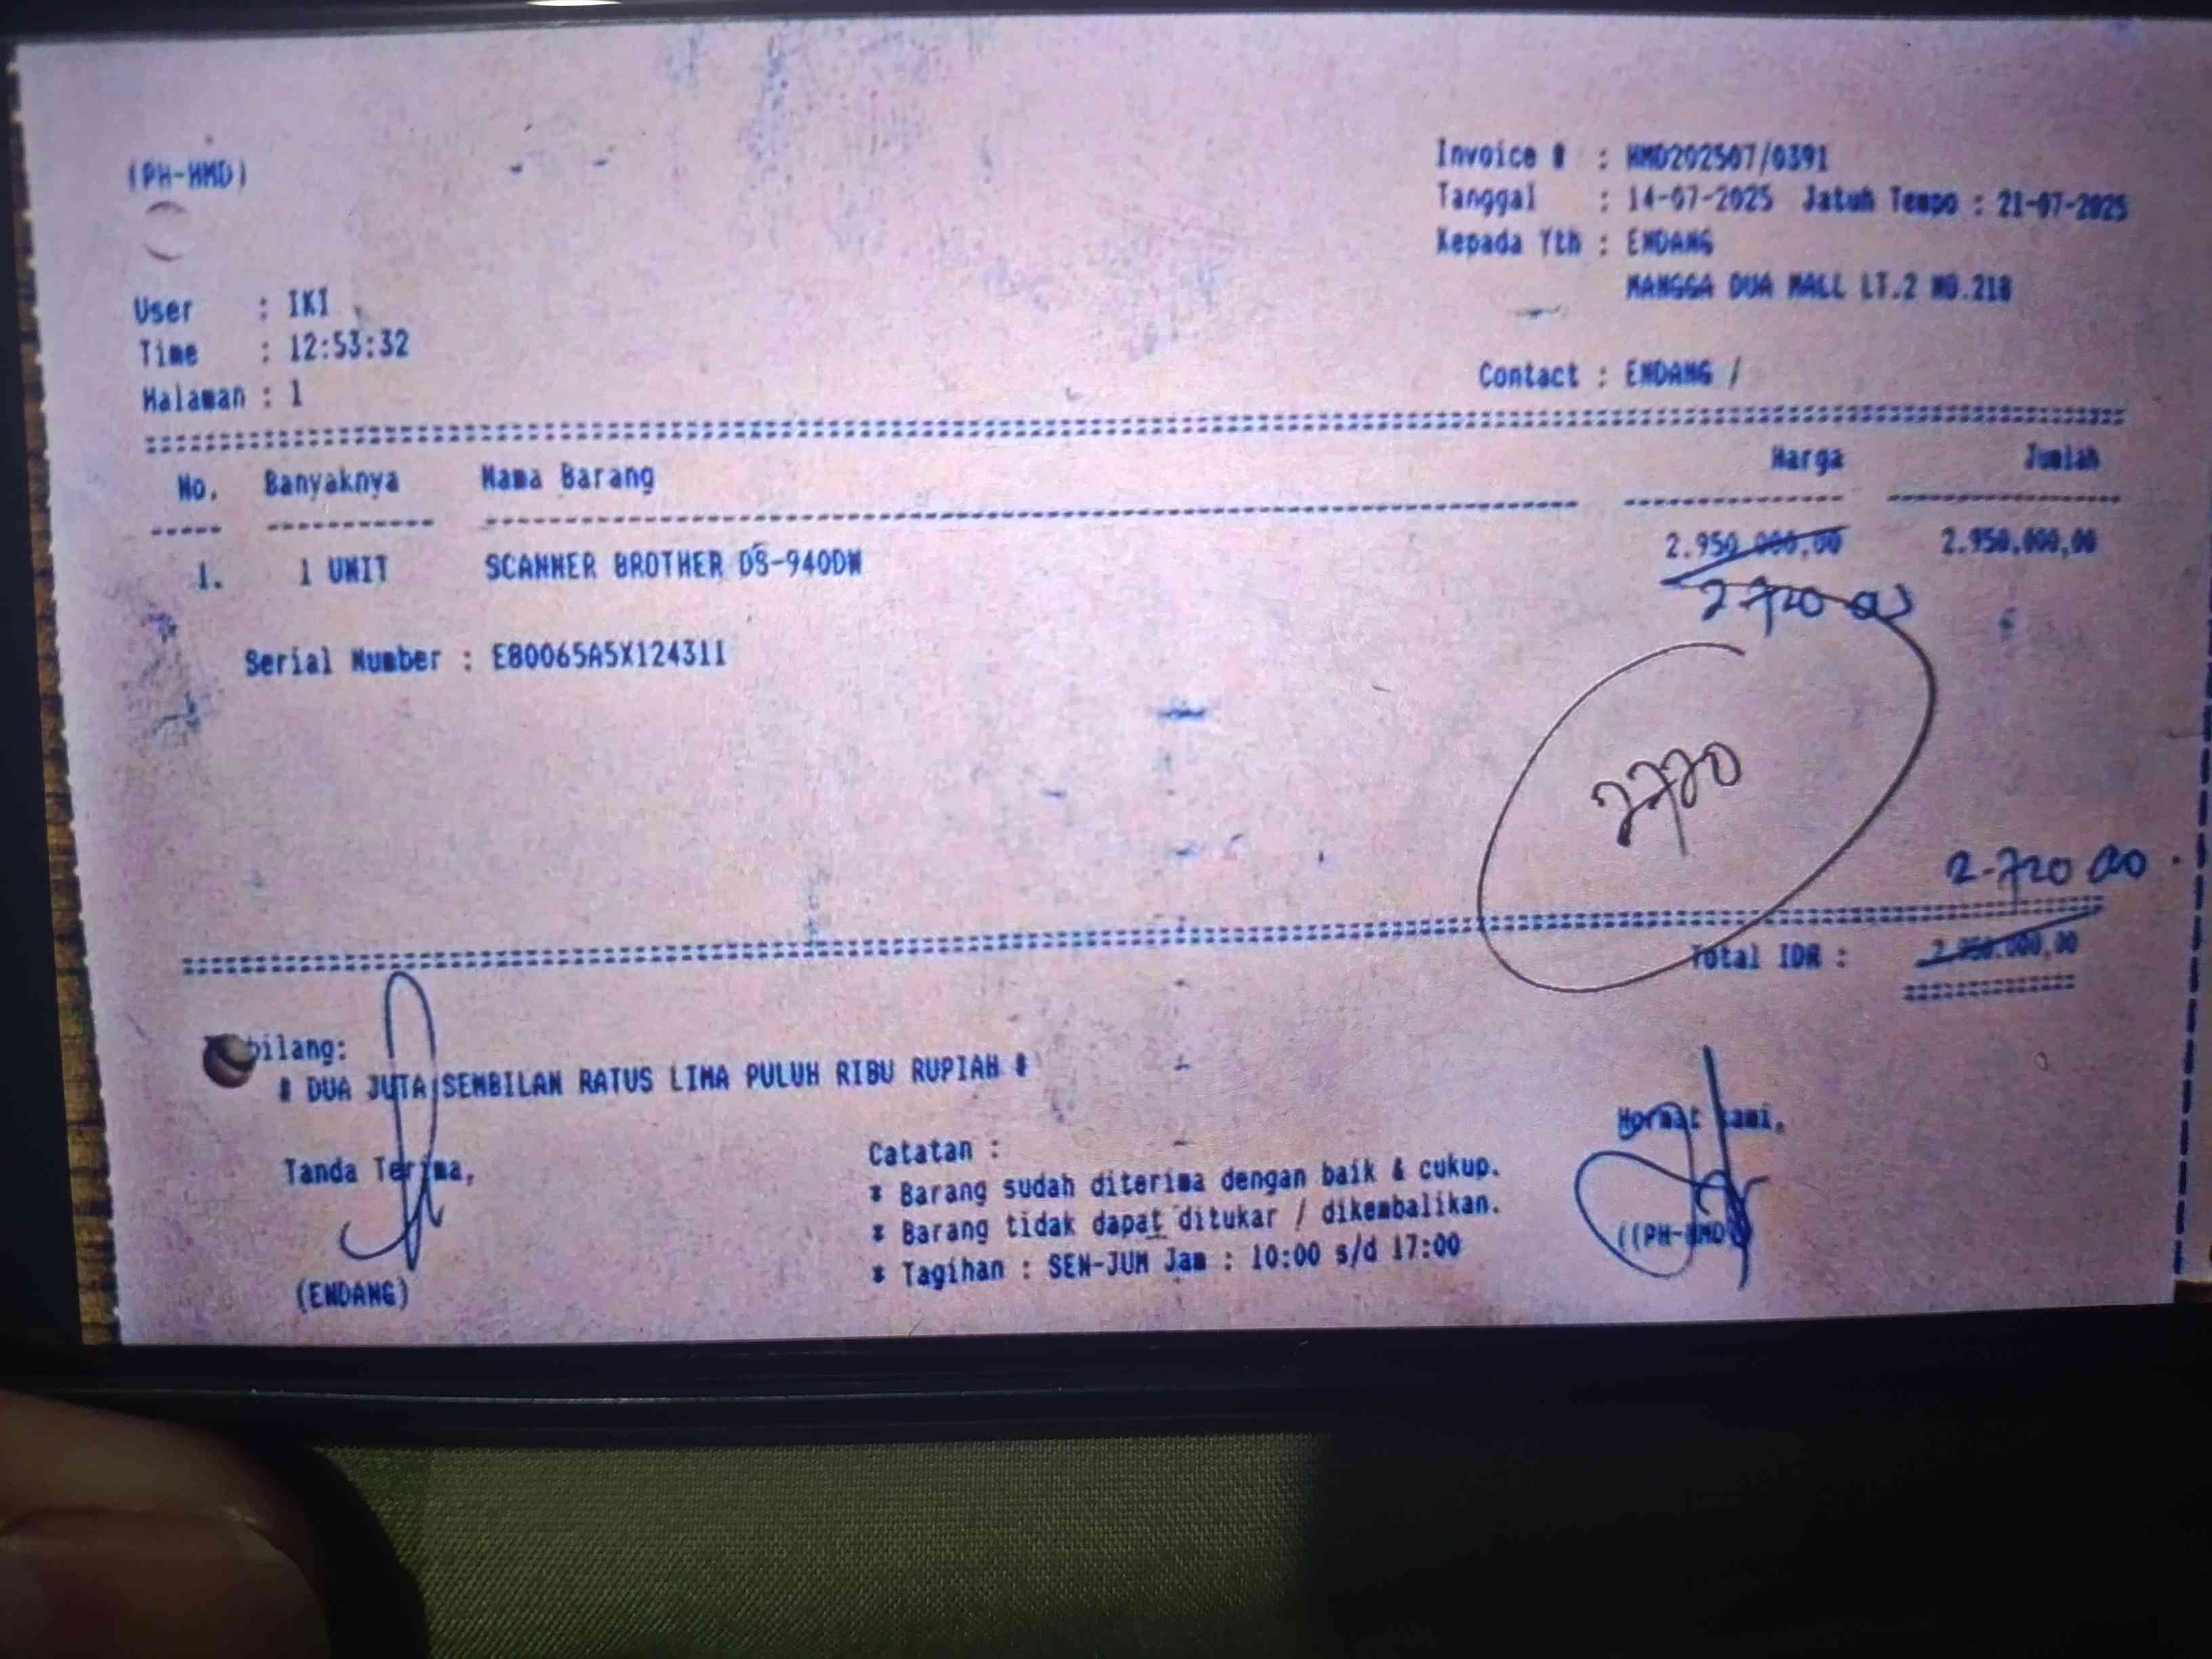 (PH-HMD)
Invoice # : HMD202507/0391
Tanggal : 14-07-2025 Jatuh Tempo : 21-07-2025
Kepada Yth : ENDANG
MANGGA DUA MALL LT.2 NO.218
User : IKI
Time : 12:53:32
Halaman : 1
Contact : ENDANG /
No. Banyaknya Nama Barang Harga Jumlah
1. 1 UNIT SCANNER BROTHER DS-940DW 2.950.000,00 2.950.000,00
2720
Serial Number : E80065A5X124311
2720
2.720 000
Total IDR : 2.950.000,00
bilang:
# DUA JUTA SEMBILAN RATUS LIMA PULUH RIBU RUPIAH #
Tanda Terima,
Catatan :
* Barang sudah diterima dengan baik & cukup.
* Barang tidak dapat ditukar / dikembalikan.
* Tagihan : SEN-JUM Jam : 10:00 s/d 17:00
Hormat kami,
((PH-HMD)
(ENDANG)